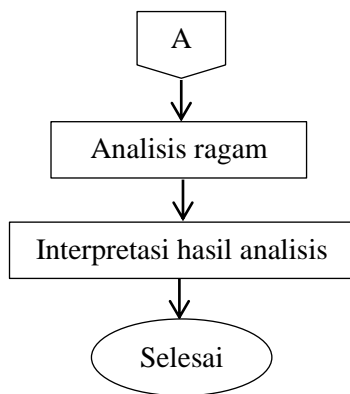 A
Analisis ragam
Interpretasi hasil analisis
Selesai